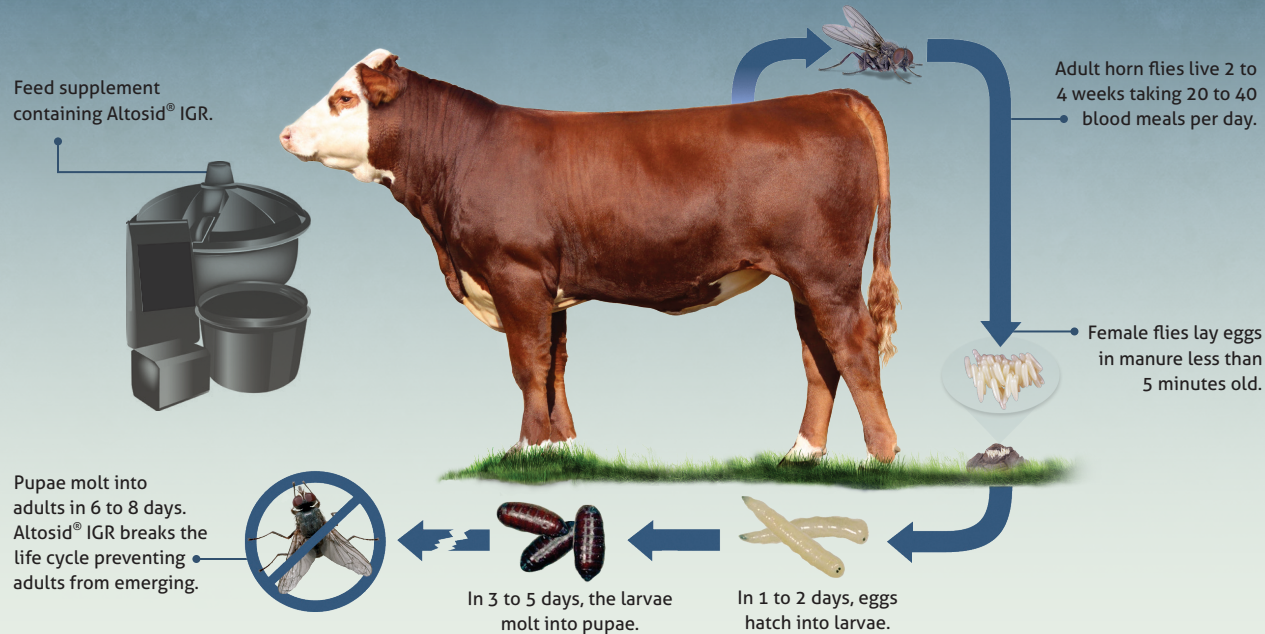 Feed supplement
containing Altosid® IGR.
Adult horn flies live 2 to
4 weeks taking 20 to 40
blood meals per day.
Female flies lay eggs
in manure less than
5 minutes old.
In 1 to 2 days, eggs
hatch into larvae.
In 3 to 5 days, the larvae
molt into pupae.
Pupae molt into
adults in 6 to 8 days.
Altosid® IGR breaks the
life cycle preventing
adults from emerging.